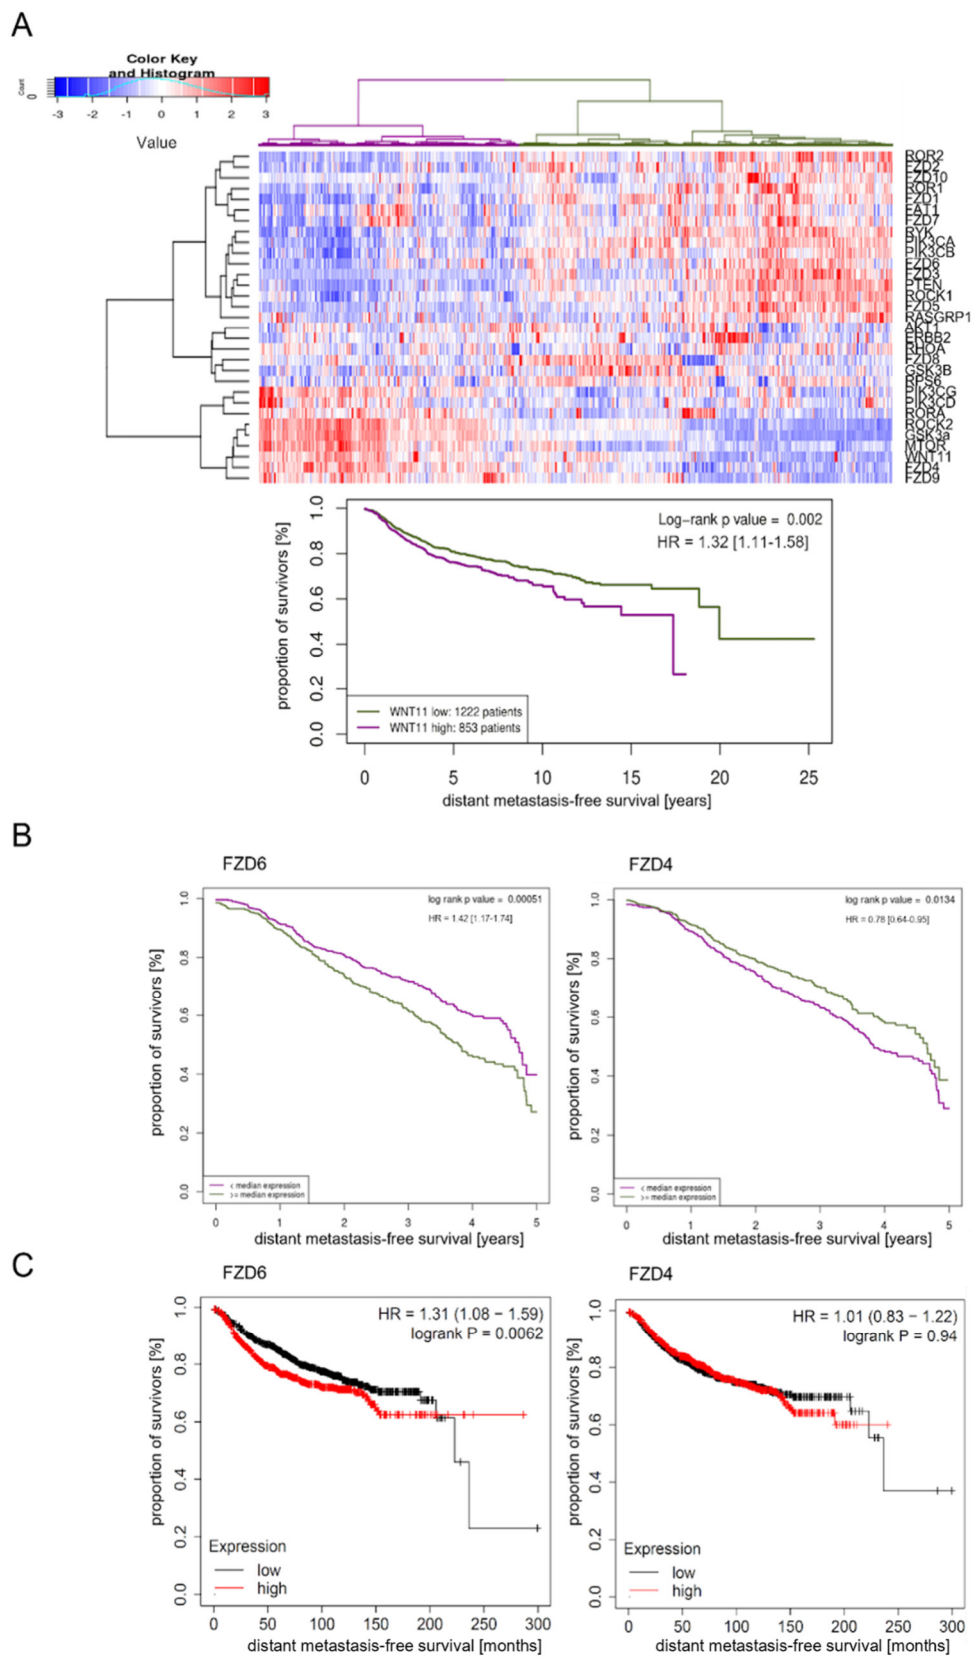 A
Color Key
and Histogram
Count
0
-3 -2 -1 0 1 2 3
Value
ROR2
FZD2
FZD10
ROR1
FZD1
FAT1
FZD7
RYK
PIK3CA
PIK3CB
FZD6
FZD3
PTEN
ROCK1
FZD5
RASGRP1
AKT1
ERBB2
RHOA
FZD8
GSK3B
RPS6
PIK3CG
PIK3CD
RORA
ROCK2
GSK3a
MTOR
WNT11
FZD4
FZD9
proportion of survivors [%]
0.0 0.2 0.4 0.6 0.8 1.0
Log-rank p value = 0.002
HR = 1.32 [1.11-1.58]
WNT11 low: 1222 patients
WNT11 high: 853 patients
0 5 10 15 20 25
distant metastasis-free survival [years]
B
FZD6
proportion of survivors [%]
0.0 0.2 0.4 0.6 0.8 1.0
log rank p value = 0.00051
HR = 1.42 [1.17-1.74]
< median expression
>= median expression
0 1 2 3 4 5
distant metastasis-free survival [years]
FZD4
proportion of survivors [%]
0.0 0.2 0.4 0.6 0.8 1.0
log rank p value = 0.0134
HR = 0.78 [0.64-0.95]
< median expression
>= median expression
0 1 2 3 4 5
distant metastasis-free survival [years]
C
FZD6
proportion of survivors [%]
0.0 0.2 0.4 0.6 0.8 1.0
HR = 1.31 (1.08 − 1.59)
logrank P = 0.0062
Expression
low
high
0 50 100 150 200 250 300
distant metastasis-free survival [months]
FZD4
proportion of survivors [%]
0.0 0.2 0.4 0.6 0.8 1.0
HR = 1.01 (0.83 − 1.22)
logrank P = 0.94
Expression
low
high
0 50 100 150 200 250 300
distant metastasis-free survival [months]